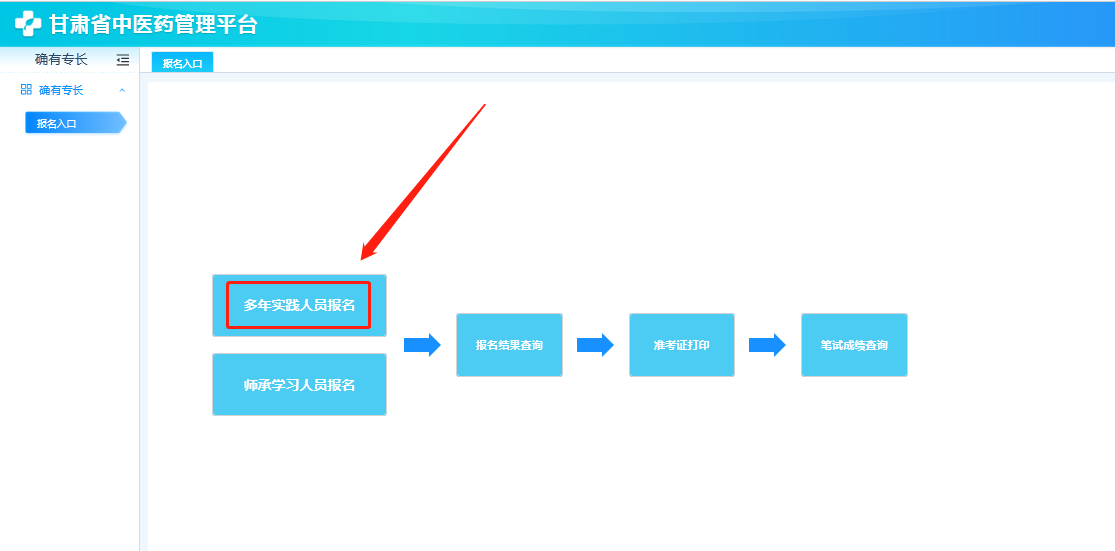 甘肃省中医药管理平台
确有专长
报名入口
确有专长
报名入口
多年实践人员报名
师承学习人员报名
报名结果查询
准考证打印
笔试成绩查询